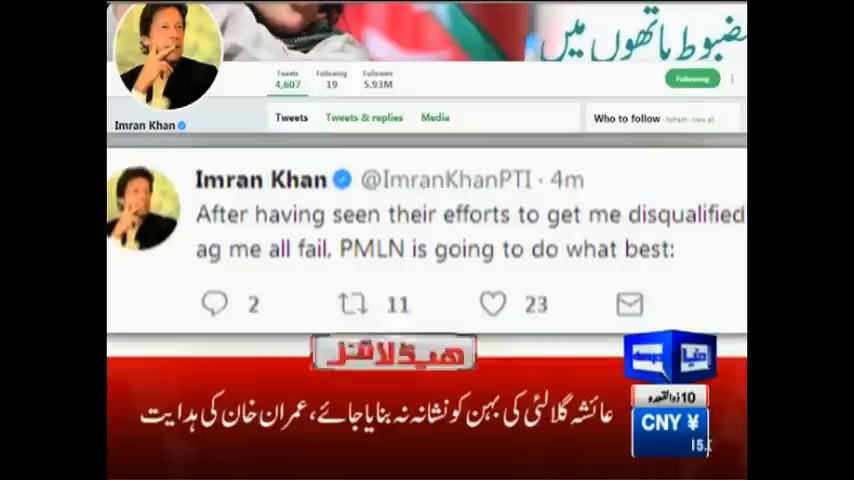 مضبوط ہاتھوں میں
Tweets Following Followers
4,607 19 5.93M
Following
Imran Khan
Tweets Tweets & replies Media
Who to follow · Refresh · View all
Imran Khan @ImranKhanPTI · 4m
After having seen their efforts to get me disqualified
ag me all fail, PMLN is going to do what best:
2 11 23
ہیڈلائنز
دنیا
10 ذوالقعدہ
عائشہ گلالئی کی بہن کو نشانہ نہ بنایا جائے، عمران خان کی ہدایت
CNY ¥
15.